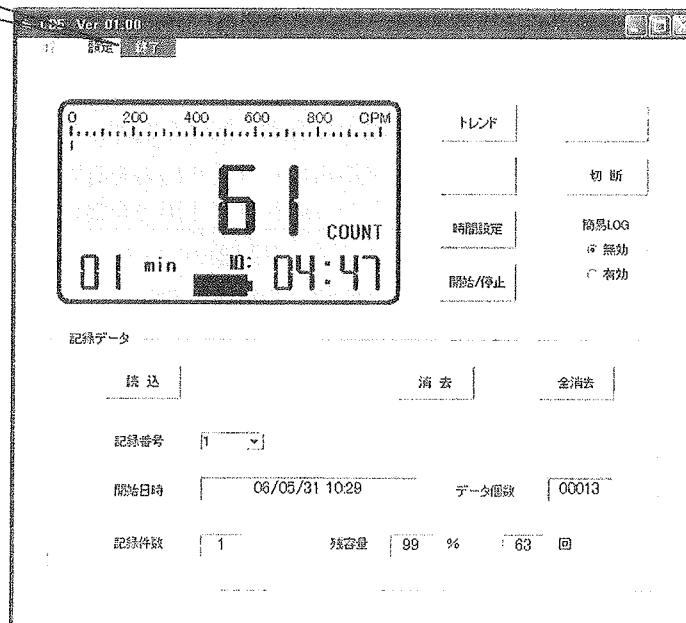 Ver 01.00
設定 終了
0 200 400 600 800 CPM
61
COUNT
01 min 04:47
トレンド
切断
時間設定
簡易LOG
無効
有効
開始/停止
記録データ
読込 消去 全消去
記録番号 1
開始日時 06/05/31 10:29 データ個数 00013
記録件数 1 残容量 99 % 63 回